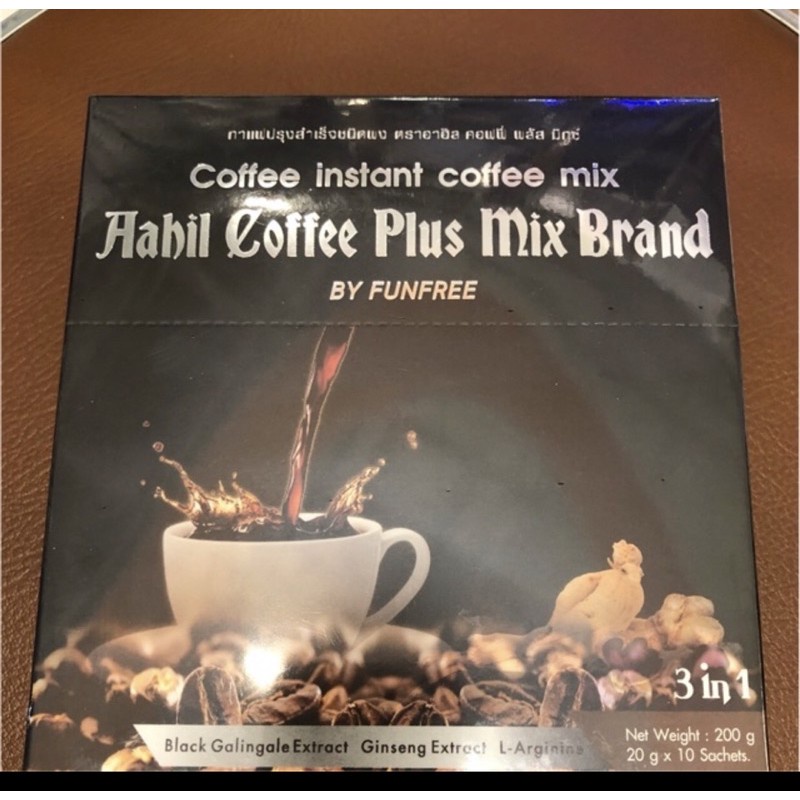 กาแฟปรุงสำเร็จชนิดผง ตราอาฮิล คอฟฟี่ พลัส มิกซ์
Coffee instant coffee mix
Aahil Coffee Plus Mix Brand
BY FUNFREE
3 in 1
Black Galingale Extract Ginseng Extract L-Arginine
Net Weight : 200 g
20 g x 10 Sachets.